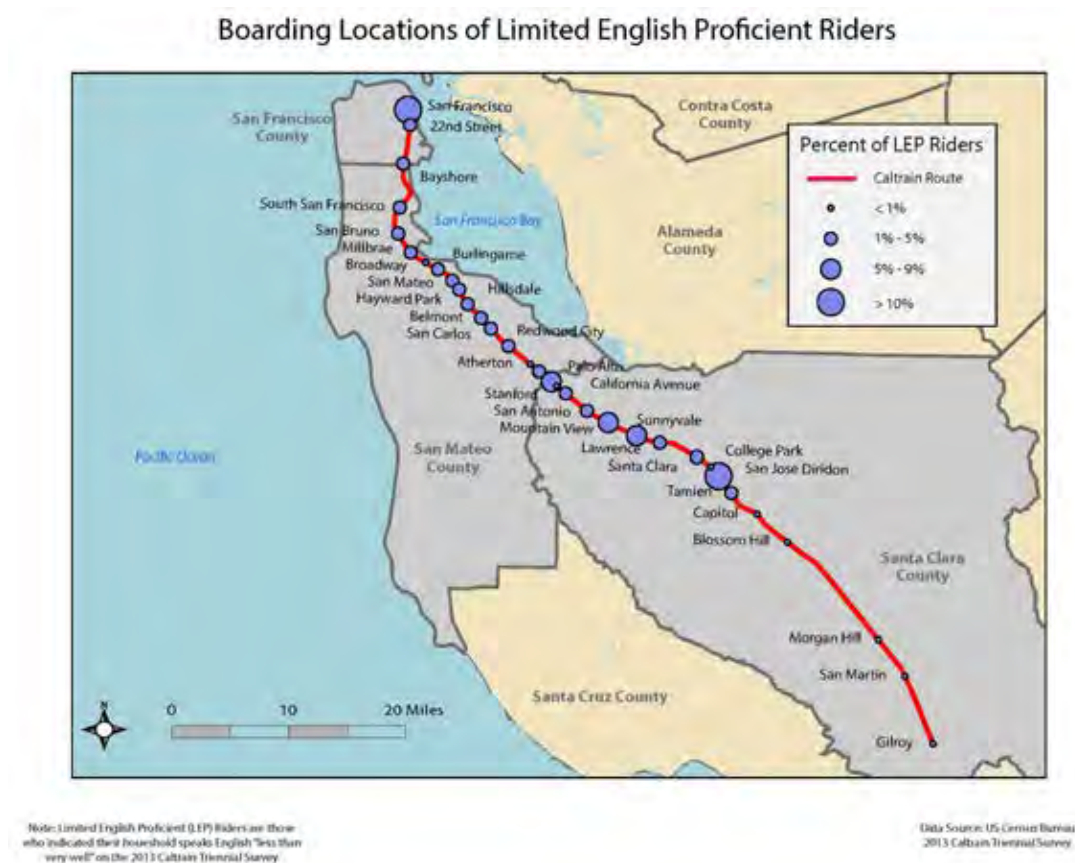 Boarding Locations of Limited English Proficient Riders
San Francisco
County
San Francisco
22nd Street
Contra Costa
County
Percent of LEP Riders
Caltrain Route
< 1%
1% - 5%
5% - 9%
> 10%
Bayshore
South San Francisco
San Francisco Bay
Alameda
County
San Bruno
Millbrae
Burlingame
Broadway
San Mateo
Hillsdale
Hayward Park
Belmont
San Carlos
Redwood City
Atherton
Palo Alto
California Avenue
Stanford
San Antonio
Mountain View
Sunnyvale
Lawrence
Santa Clara
College Park
San Jose Diridon
Pacific Ocean
San Mateo
County
Tamien
Capitol
Blossom Hill
Santa Clara
County
Morgan Hill
San Martin
Santa Cruz County
Gilroy
N
0 10 20 Miles
Note: Limited English Proficient (LEP) Riders are those
who indicated their household speaks English "less than
very well" on the 2013 Caltrain Triennial Survey
Data Source: US Census Bureau
2013 Caltrain Triennial Survey